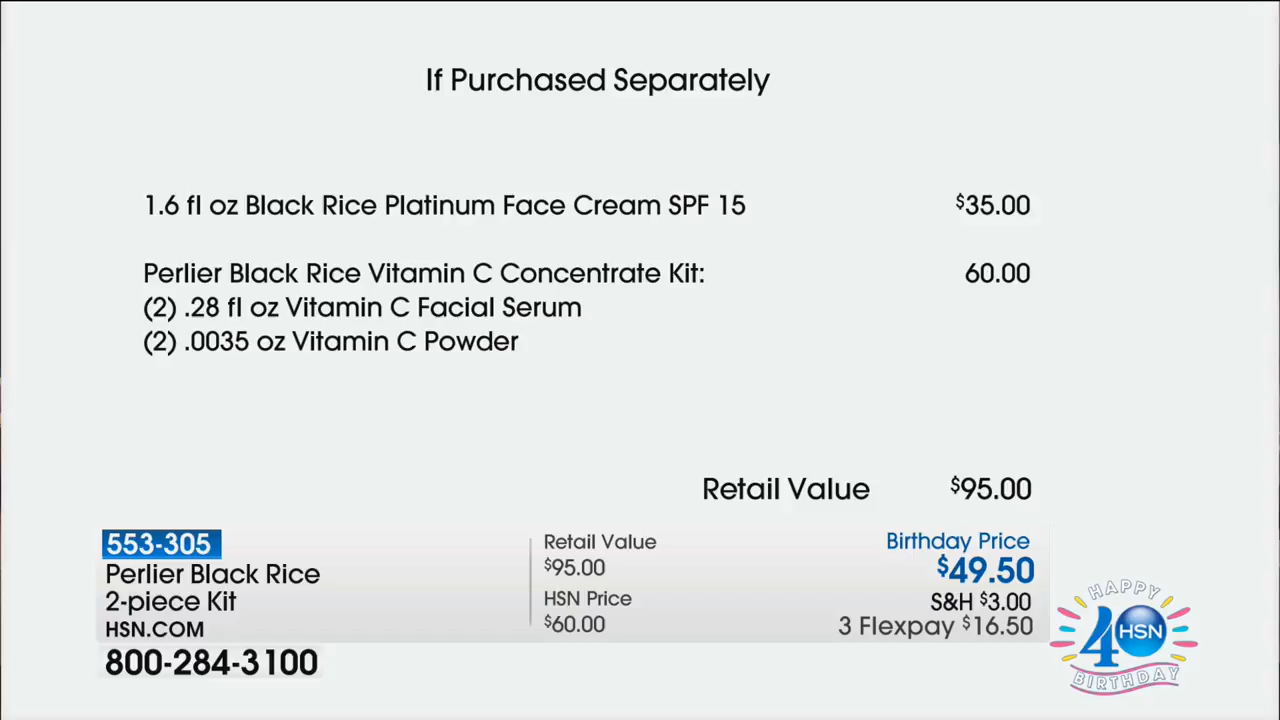 If Purchased Separately
1.6 fl oz Black Rice Platinum Face Cream SPF 15 $35.00
Perlier Black Rice Vitamin C Concentrate Kit: 60.00
(2) .28 fl oz Vitamin C Facial Serum
(2) .0035 oz Vitamin C Powder
Retail Value $95.00
553-305
Perlier Black Rice
2-piece Kit
HSN.COM
800-284-3100
Retail Value
$95.00
HSN Price
$60.00
Birthday Price
$49.50
S&H $3.00
3 Flexpay $16.50
HAPPY
40 HSN
BIRTHDAY